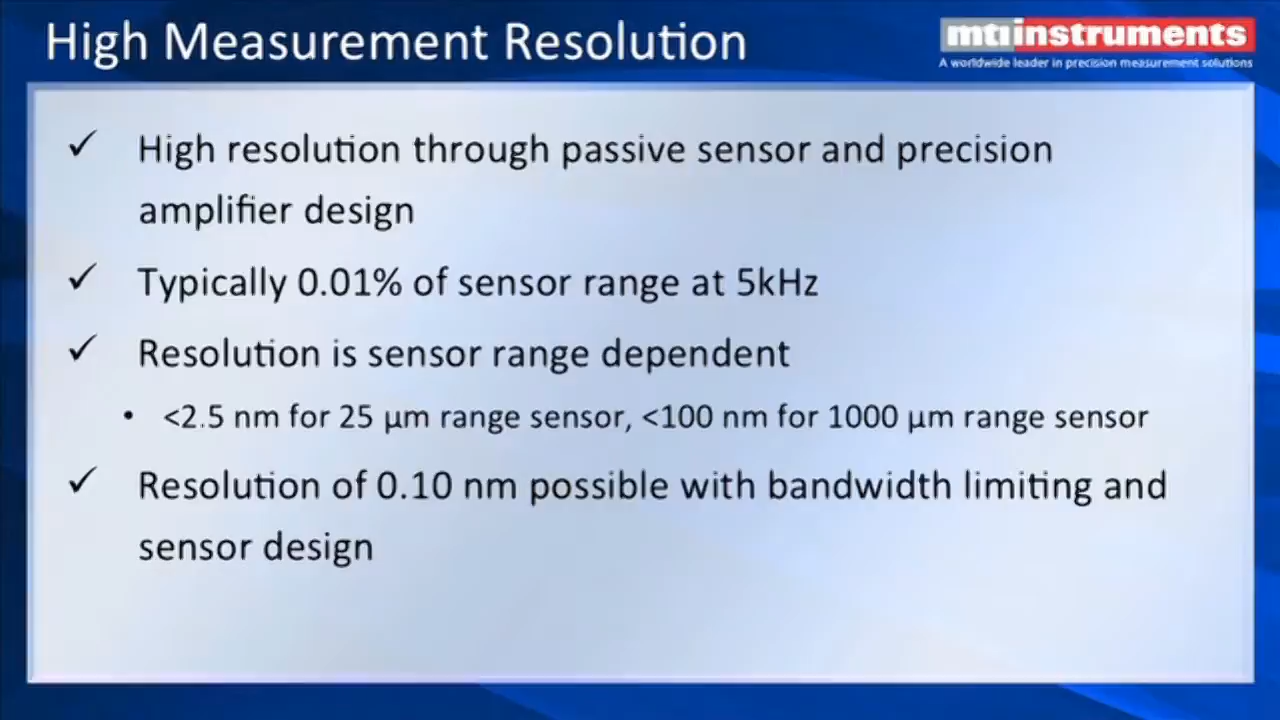 High Measurement Resolution
mtiinstruments
A worldwide leader in precision measurement solutions
✓ High resolution through passive sensor and precision
amplifier design
✓ Typically 0.01% of sensor range at 5kHz
✓ Resolution is sensor range dependent
• <2.5 nm for 25 µm range sensor, <100 nm for 1000 µm range sensor
✓ Resolution of 0.10 nm possible with bandwidth limiting and
sensor design